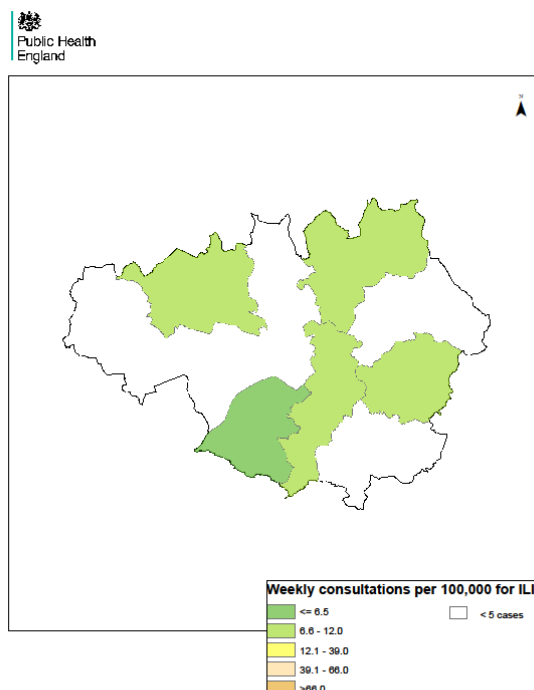 Public Health
England
N
Weekly consultations per 100,000 for ILI
<= 6.5
< 5 cases
6.6 - 12.0
12.1 - 39.0
39.1 - 66.0
>66.0